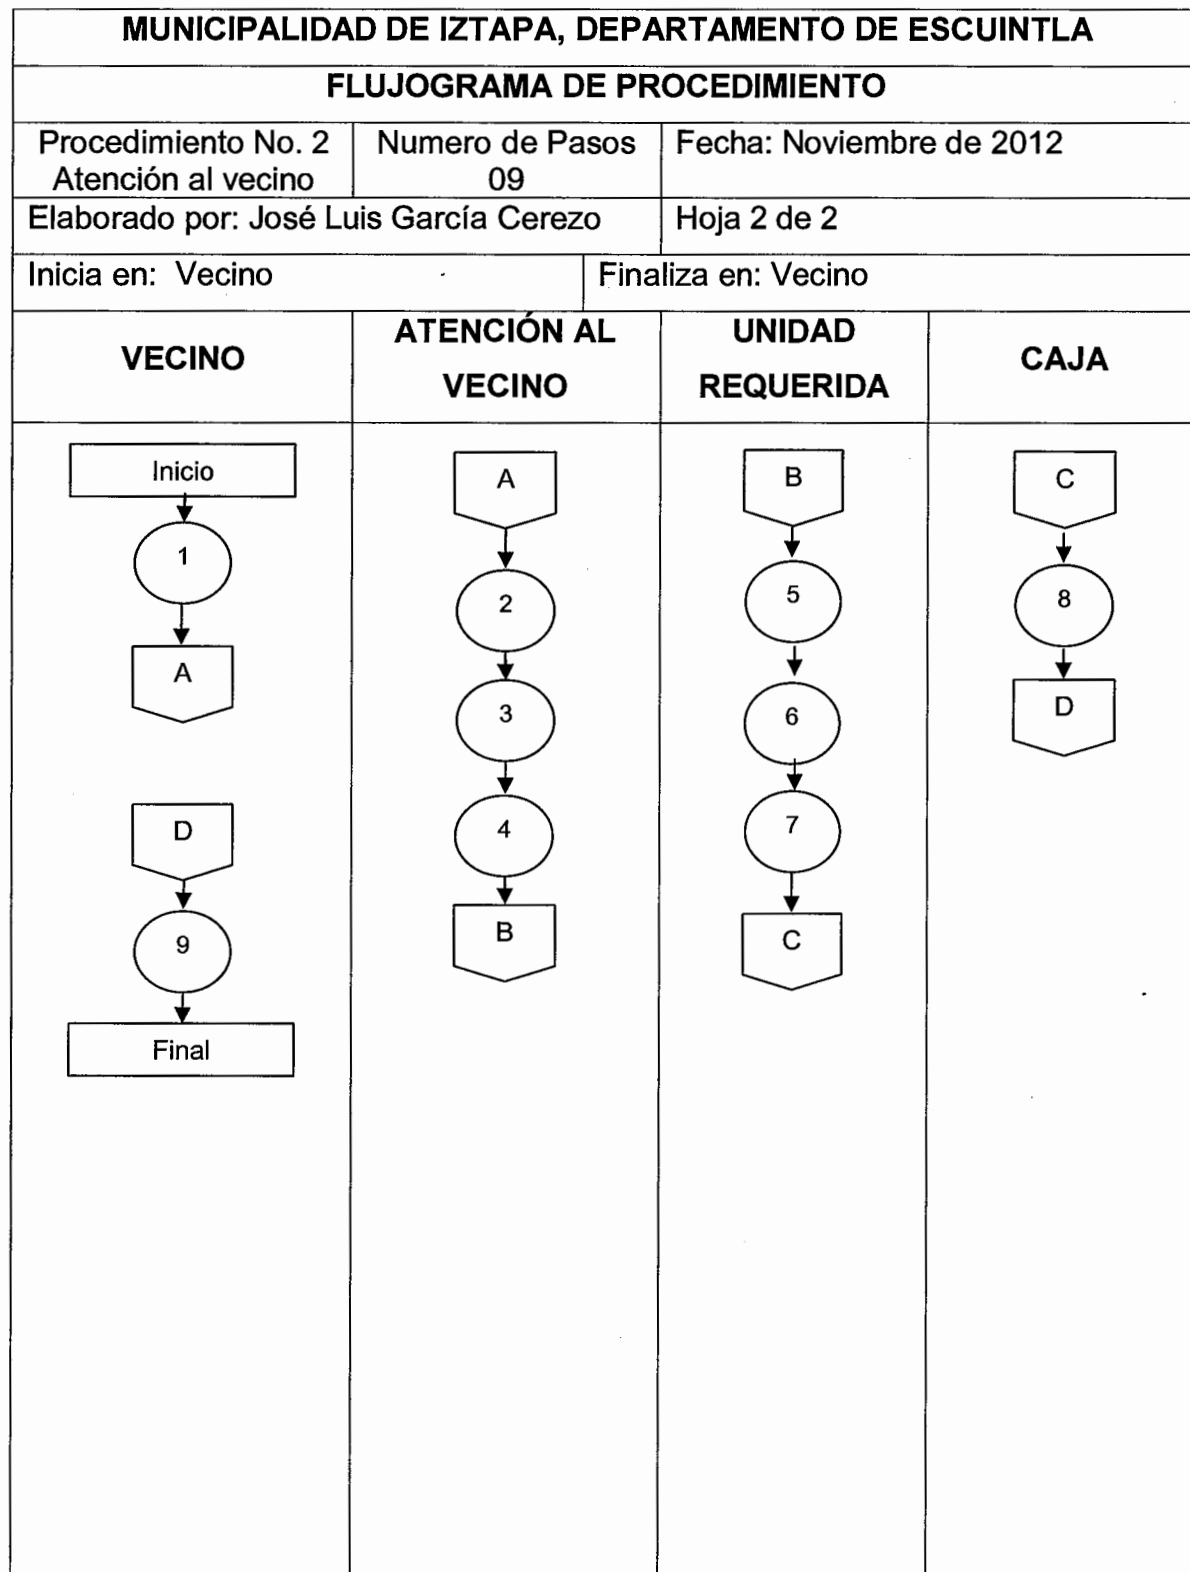 MUNICIPALIDAD DE IZTAPA, DEPARTAMENTO DE ESCUINTLA
FLUJOGRAMA DE PROCEDIMIENTO
Procedimiento No. 2
Atención al vecino
Numero de Pasos
09
Fecha: Noviembre de 2012
Elaborado por: José Luis García Cerezo
Hoja 2 de 2
Inicia en: Vecino
Finaliza en: Vecino
VECINO
ATENCIÓN AL
VECINO
UNIDAD
REQUERIDA
CAJA
Inicio
1
A
D
9
Final
A
2
3
4
B
B
5
6
7
C
C
8
D